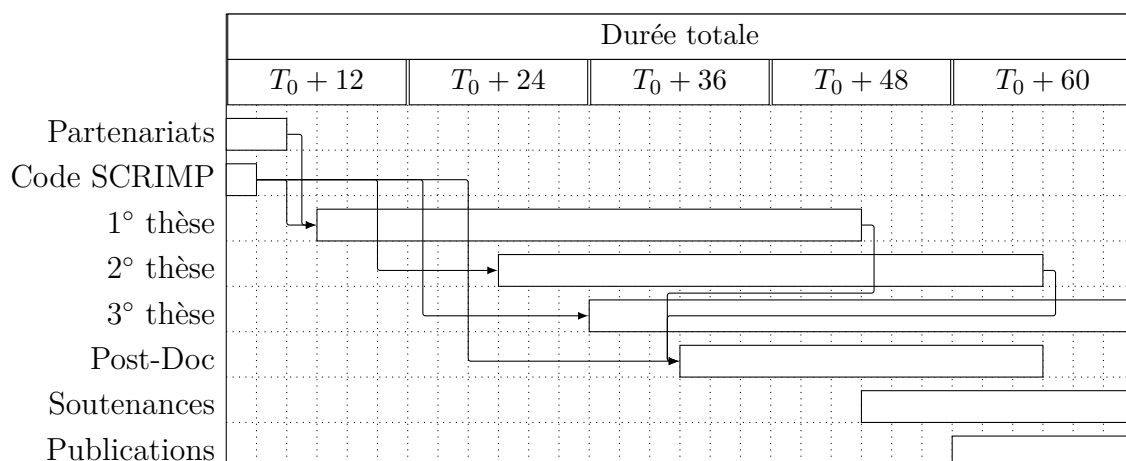 Durée totale
T₀ + 12 T₀ + 24 T₀ + 36 T₀ + 48 T₀ + 60
Partenariats
Code SCRIMP
1° thèse
2° thèse
3° thèse
Post-Doc
Soutenances
Publications